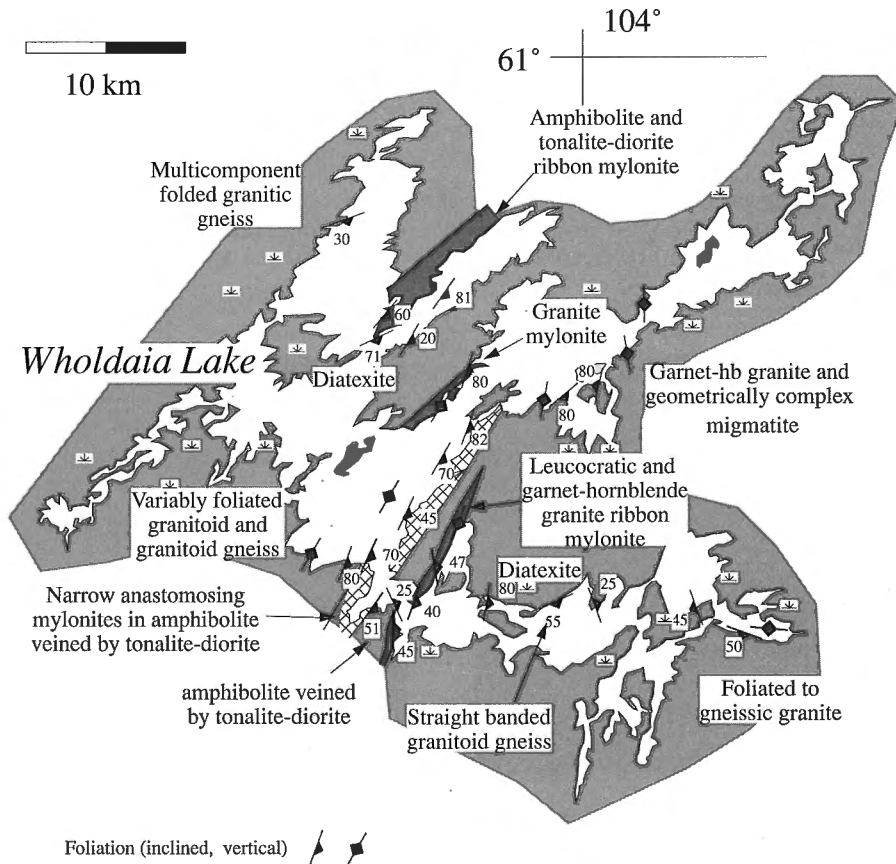 104°
61°
10 km
Amphibolite and
tonalite-diorite
ribbon mylonite
Multicomponent
folded granitic
gneiss
30
60
81
20
71
Granite
mylonite
Wholdaia Lake
Diatexite
80
80
80
Garnet-hb granite and
geometrically complex
migmatite
82
70
Leucocratic and
garnet-hornblende
granite ribbon
mylonite
45
Variably foliated
granitoid and
granitoid gneiss
70
47
Diatexite
80
80
25
25
Narrow anastomosing
mylonites in amphibolite
veined by tonalite-diorite
40
51
55
45
45
50
amphibolite veined
by tonalite-diorite
Straight banded
granitoid gneiss
Foliated to
gneissic granite
Foliation (inclined, vertical)